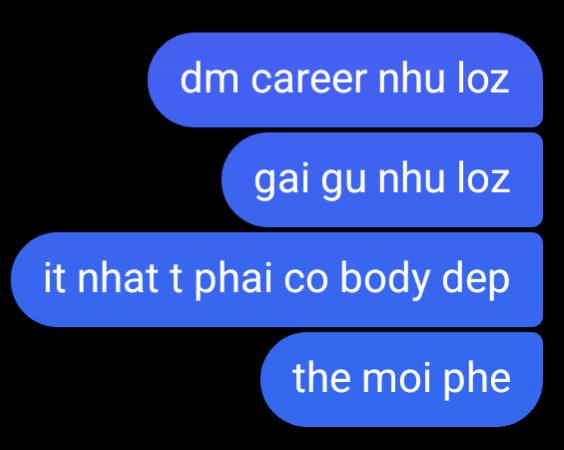 dm career nhu loz
gai gu nhu loz
it nhat t phai co body dep
the moi phe